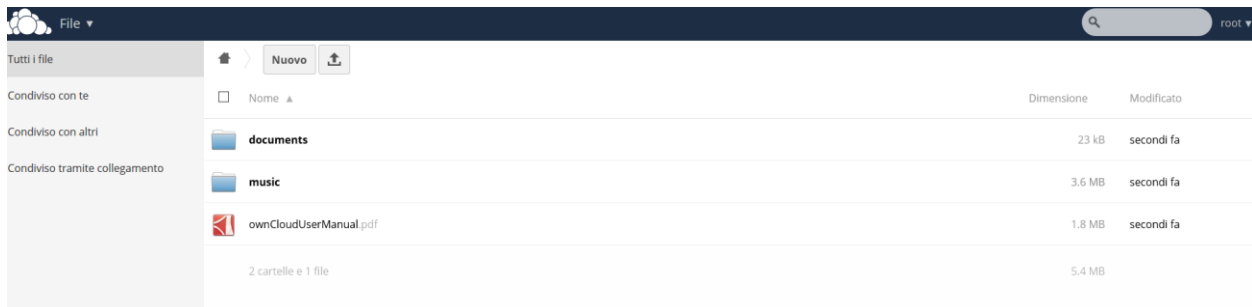 File ▾ root ▾
Tutti i file
Condiviso con te
Condiviso con altri
Condiviso tramite collegamento
Nuovo
Nome ▲ Dimensione Modificato
documents 23 kB secondi fa
music 3.6 MB secondi fa
ownCloudUserManual.pdf 1.8 MB secondi fa
2 cartelle e 1 file 5.4 MB